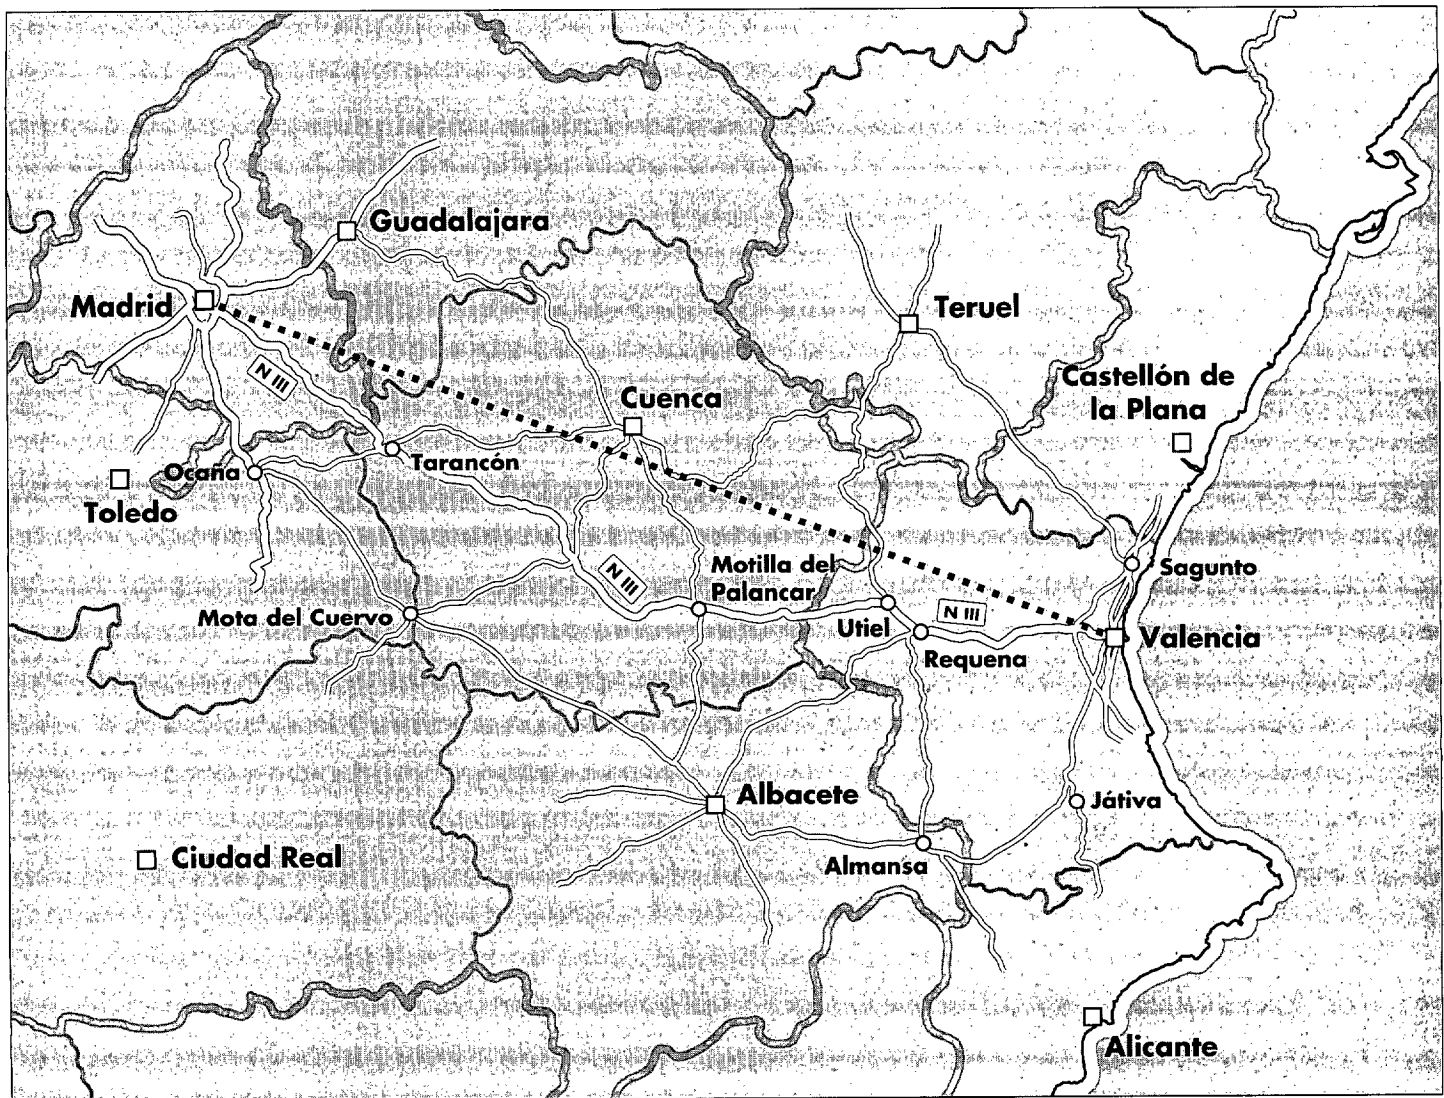 Guadalajara
Madrid
Teruel
N III
Castellón de
la Plana
Cuenca
Ocaña
Tarancón
Toledo
Motilla del
Palancar
N III
Sagunto
Mota del Cuervo
Utiel
N III
Requena
Valencia
Albacete
Játiva
Ciudad Real
Almansa
Alicante